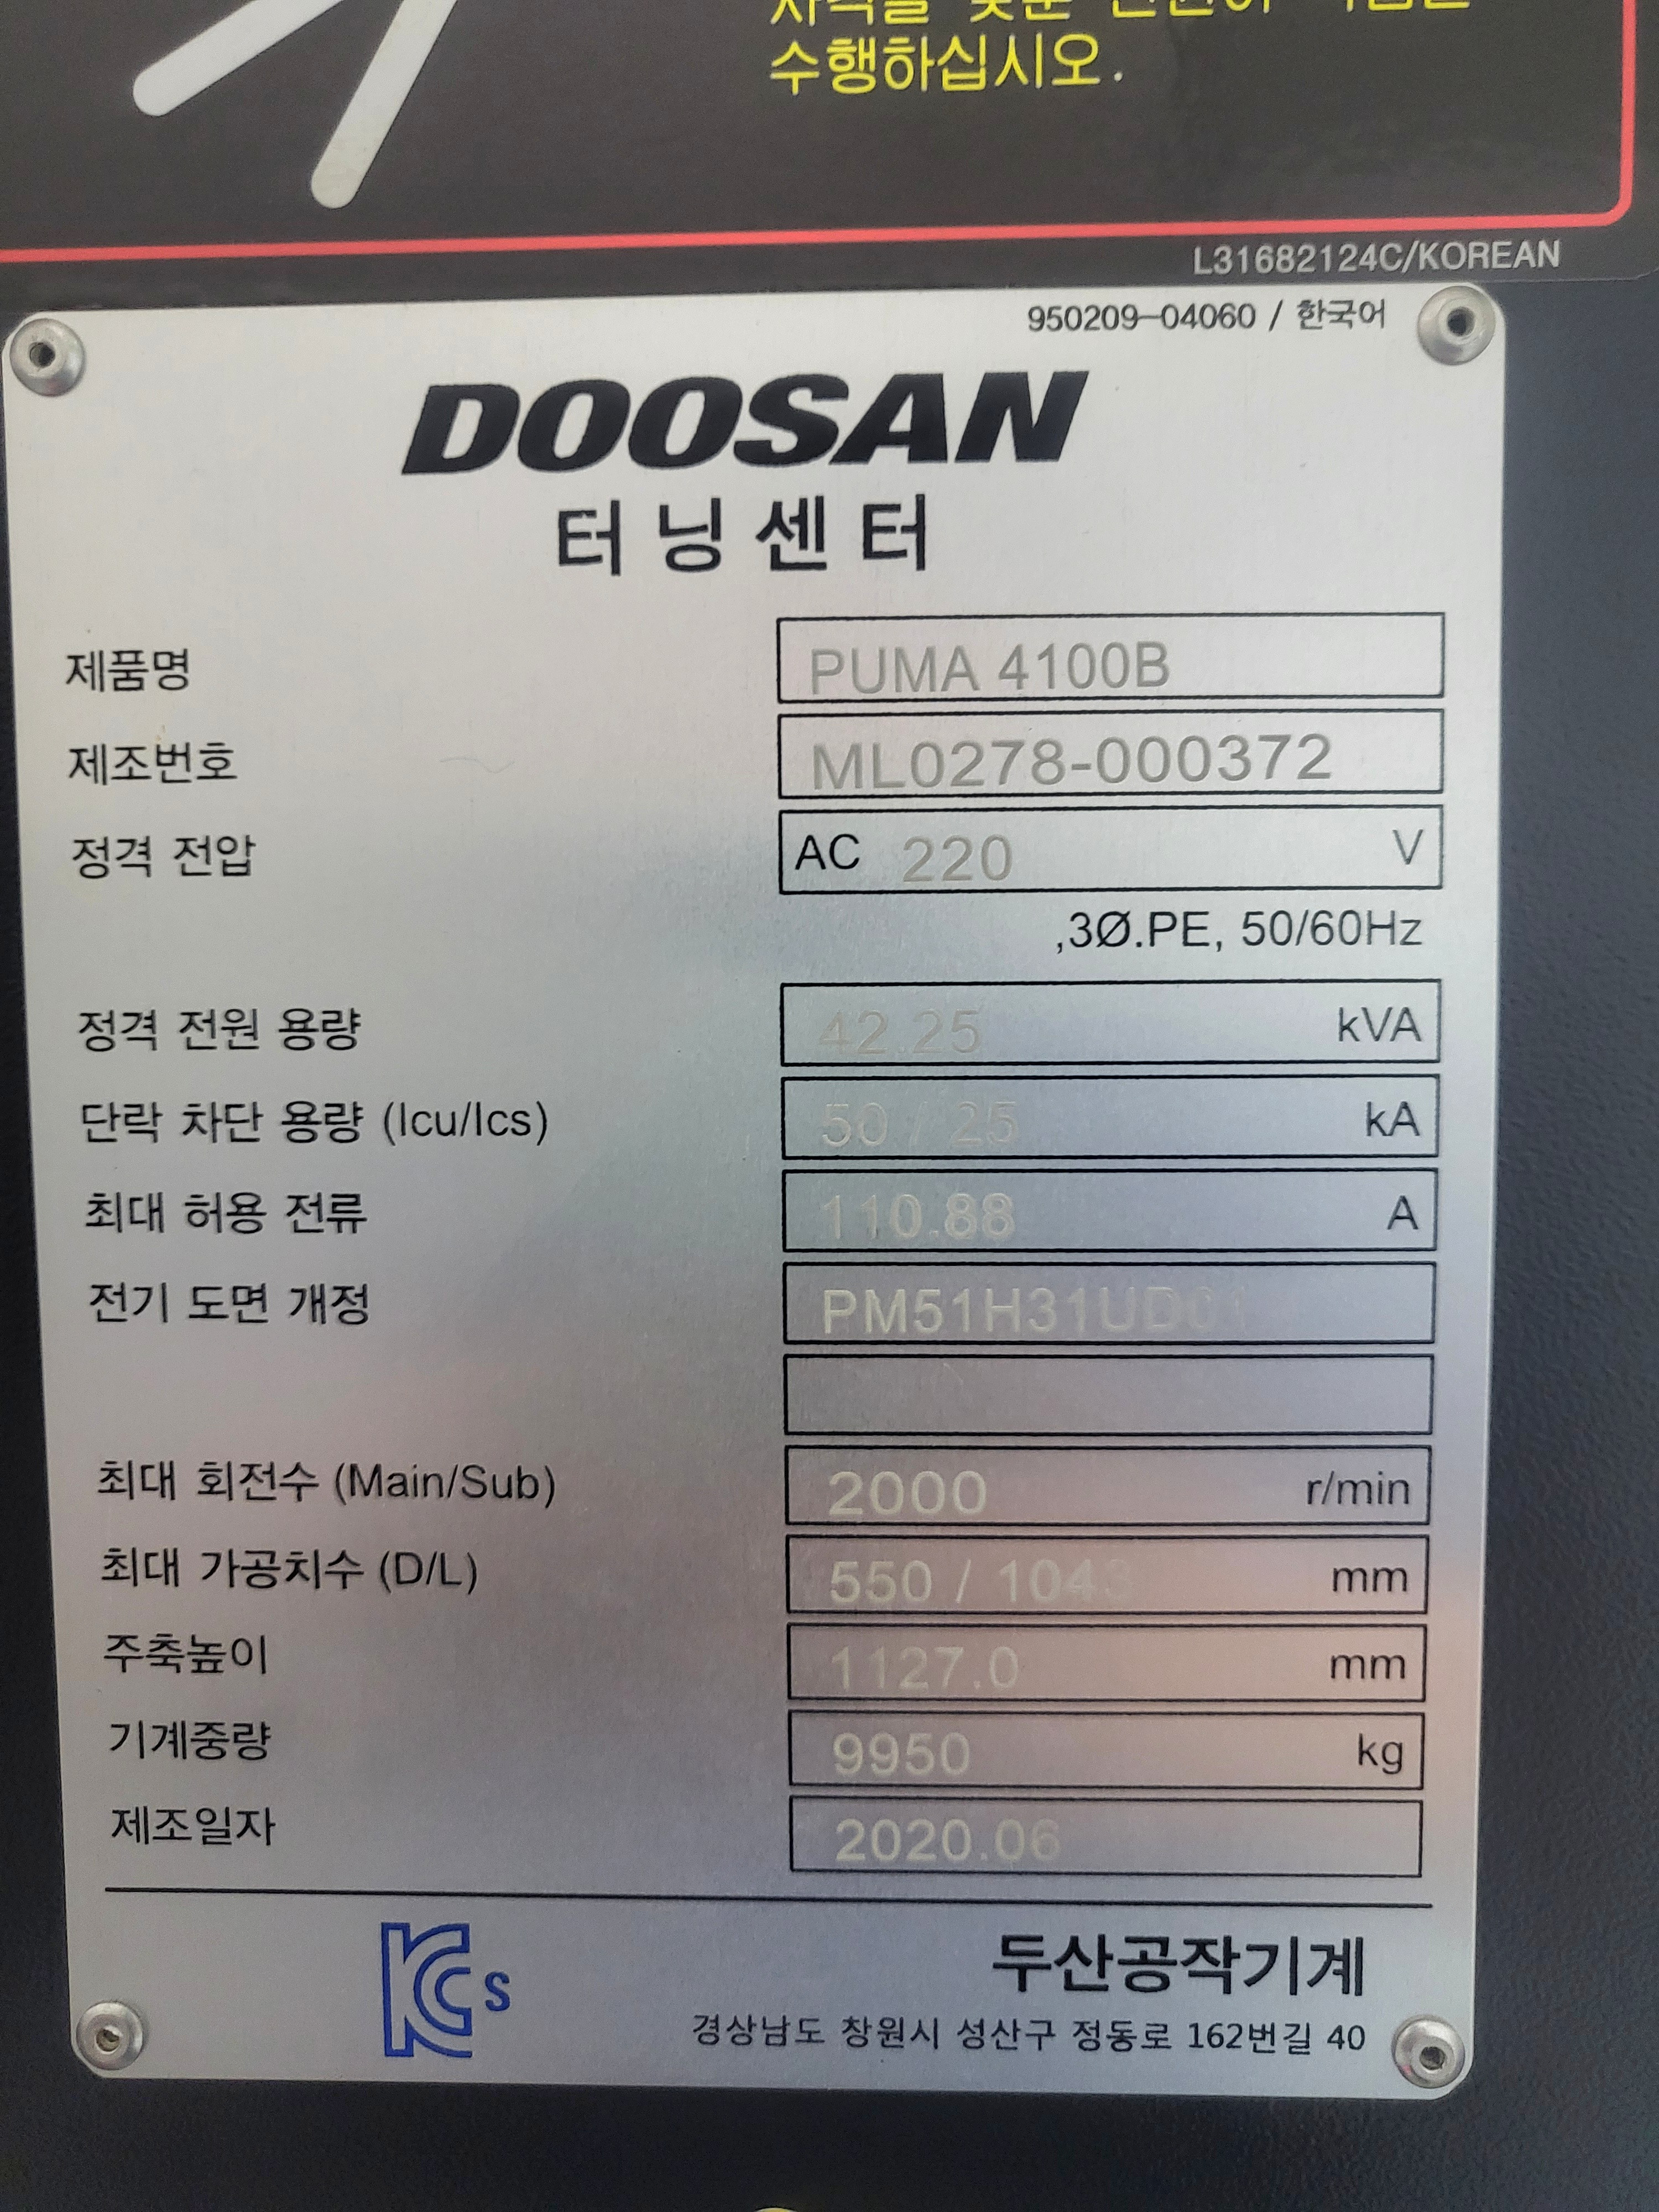 수행하십시오.
L31682124C/KOREAN
950209-04060 / 한국어
DOOSAN
터닝센터
제품명 PUMA 4100B
제조번호 ML0278-000372
정격 전압 AC 220 V
,3Ø.PE, 50/60Hz
정격 전원 용량 42.25 kVA
단락 차단 용량 (Icu/Ics) 50 / 25 kA
최대 허용 전류 110.88 A
전기 도면 개정 PM51H31UD01
최대 회전수 (Main/Sub) 2000 r/min
최대 가공치수 (D/L) 550 / 1043 mm
주축높이 1127.0 mm
기계중량 9950 kg
제조일자 2020.06
KCs
두산공작기계
경상남도 창원시 성산구 정동로 162번길 40